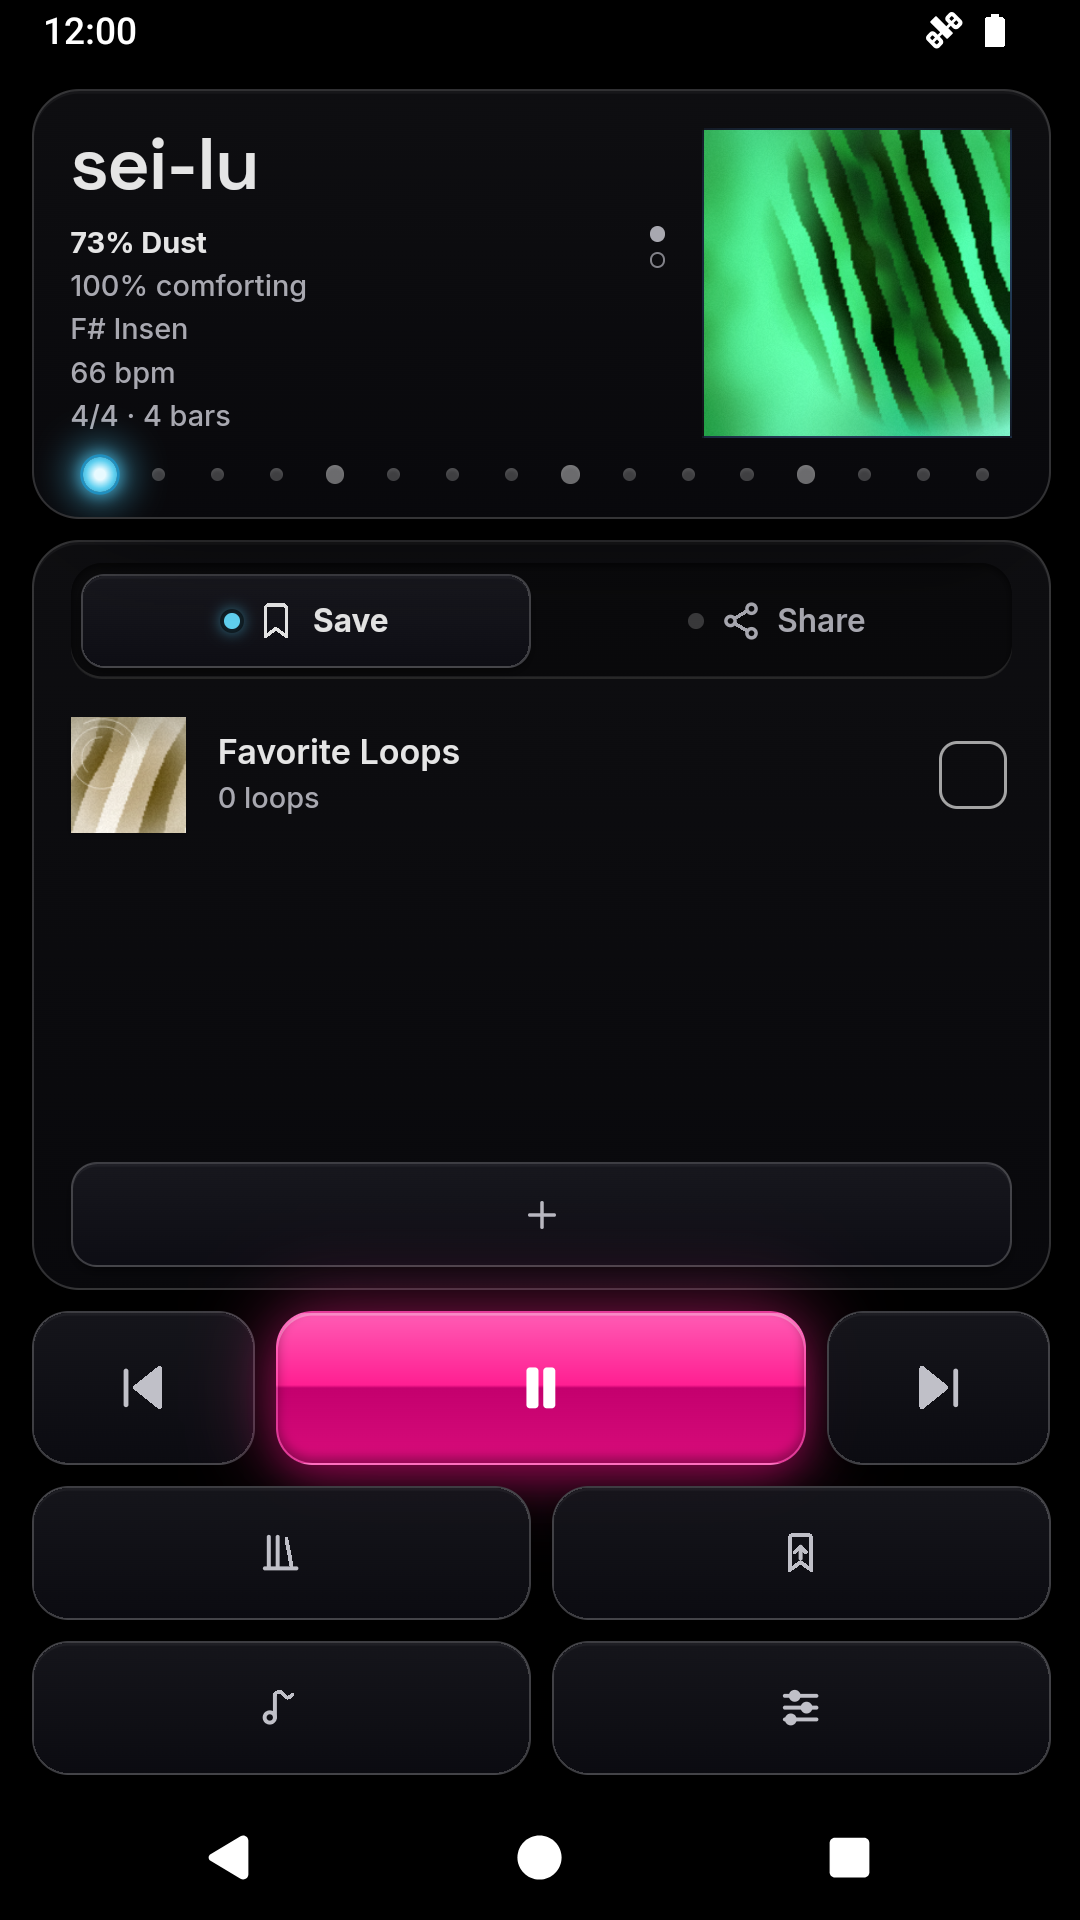 12:00
sei-lu
73% Dust
100% comforting
F# Insen
66 bpm
4/4 · 4 bars
Save
Share
Favorite Loops
0 loops